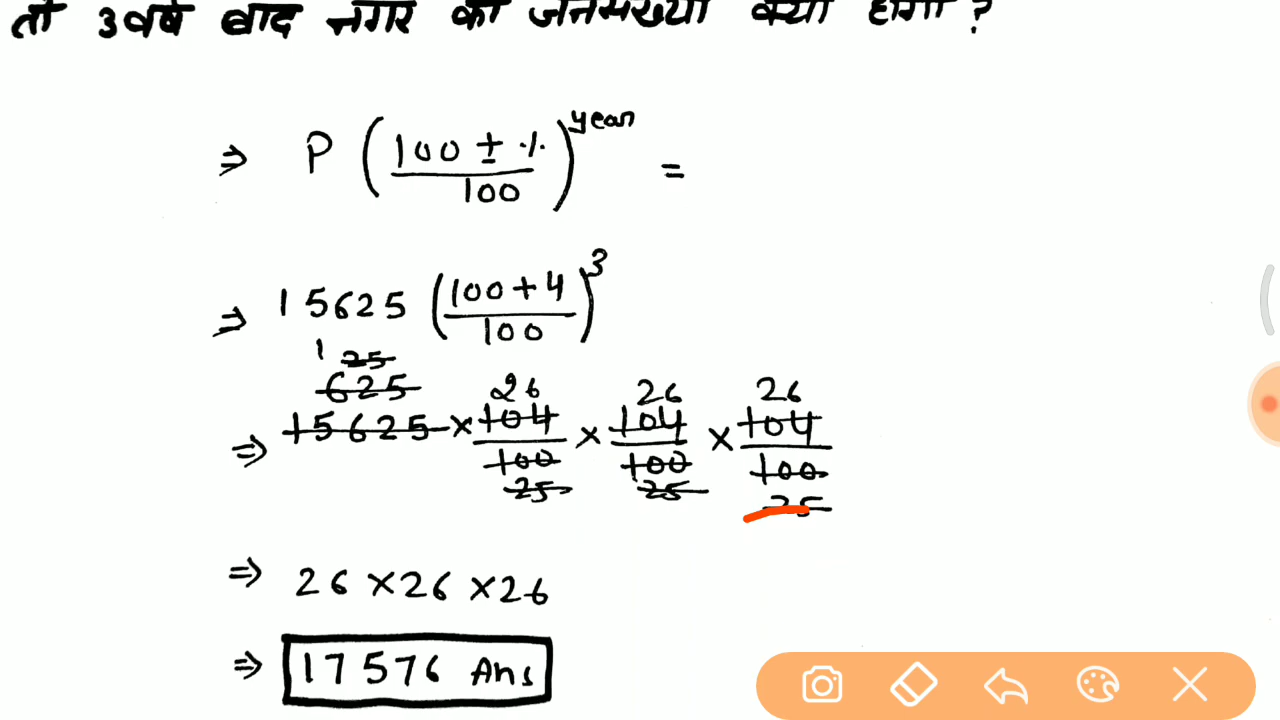 तो 3 वर्ष बाद नगर की जनसंख्या क्या होगी ?
⇒ P (100 ± % / 100)^year =
⇒ 15625 (100 + 4 / 100)^3
1 25
625 26 26 26
⇒ 15625 × 104/100 × 104/100 × 104/100
25 25 25
⇒ 26 × 26 × 26
⇒ 17576 Ans